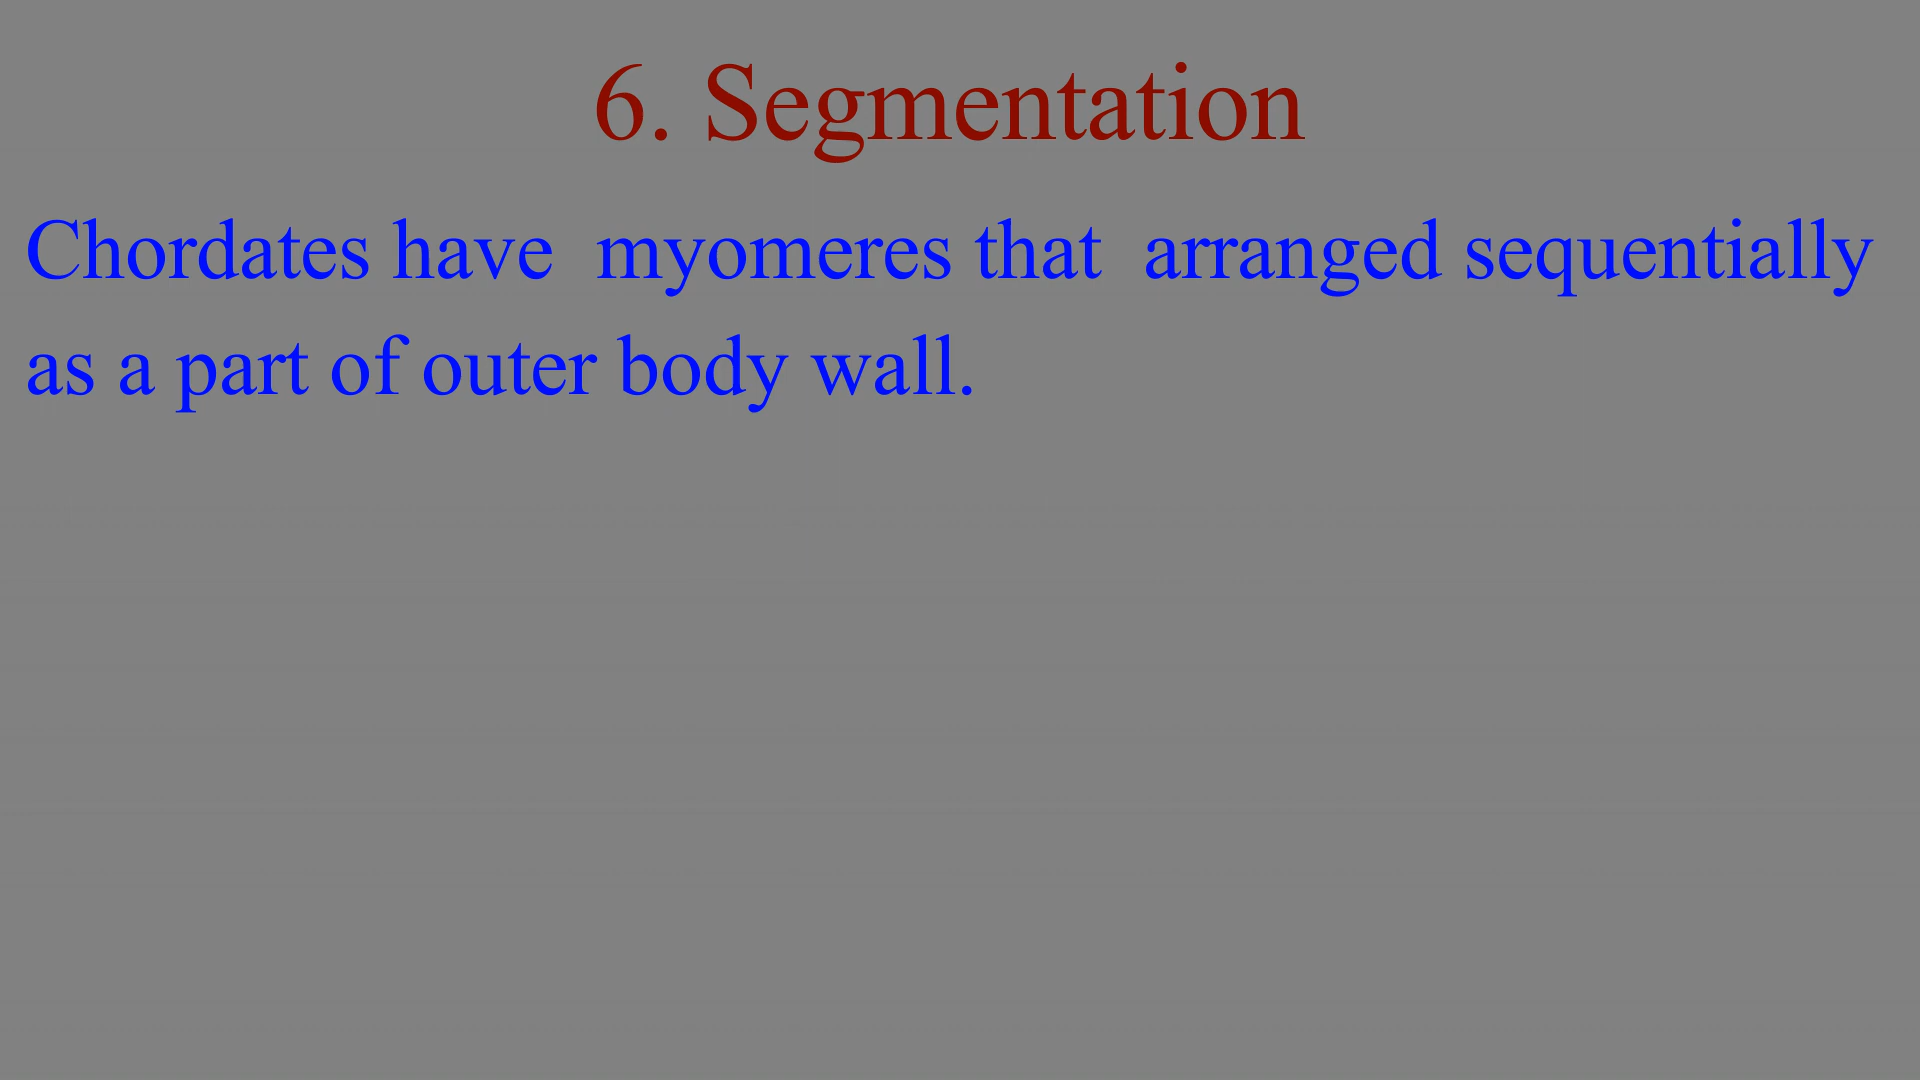 6. Segmentation
Chordates have  myomeres that  arranged sequentially
as a part of outer body wall.